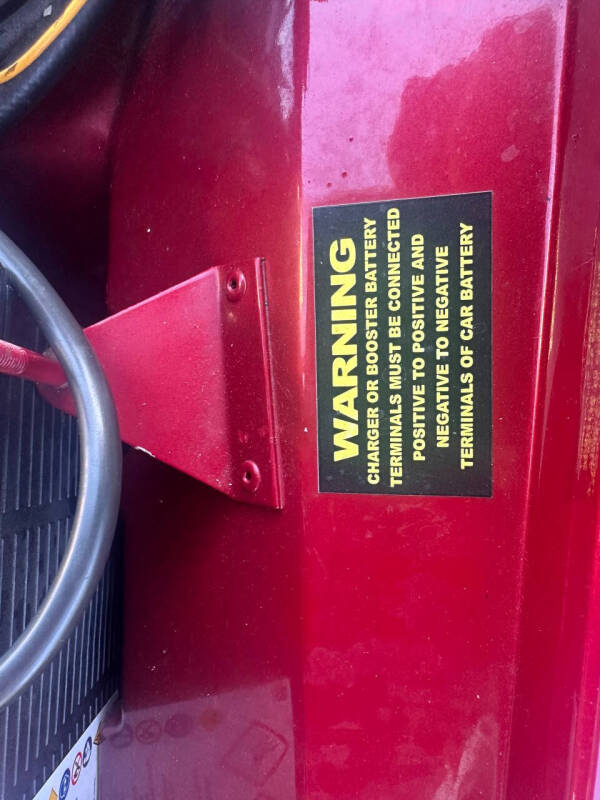 WARNING
CHARGER OR BOOSTER BATTERY
TERMINALS MUST BE CONNECTED
POSITIVE TO POSITIVE AND
NEGATIVE TO NEGATIVE
TERMINALS OF CAR BATTERY